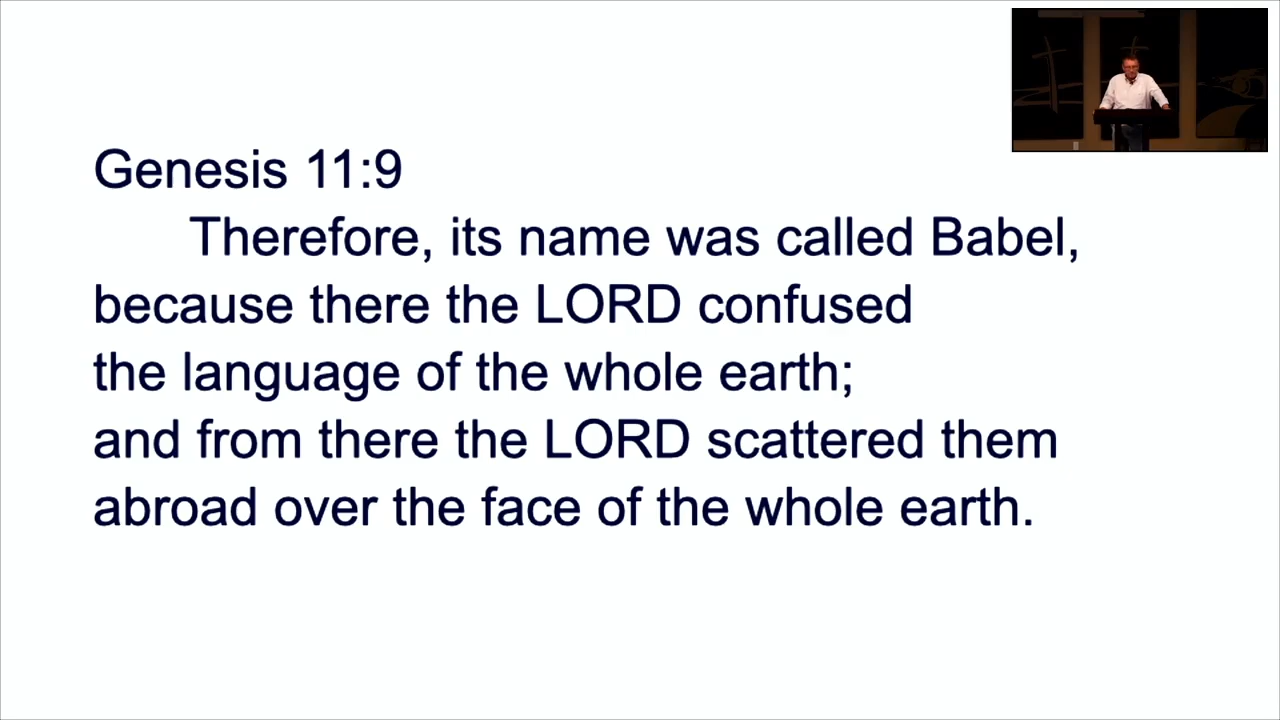 Genesis 11:9
Therefore, its name was called Babel,
because there the LORD confused
the language of the whole earth;
and from there the LORD scattered them
abroad over the face of the whole earth.